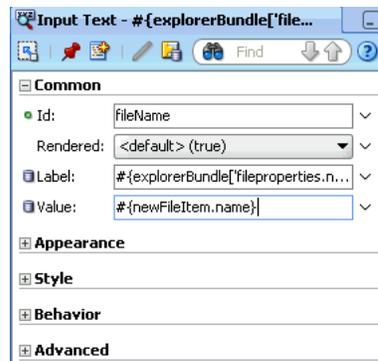 Input Text - #{explorerBundle['file...
Find
Common
Id: fileName
Rendered: <default> (true)
Label: #{explorerBundle['fileproperties.n...
Value: #{newFileItem.name}
Appearance
Style
Behavior
Advanced